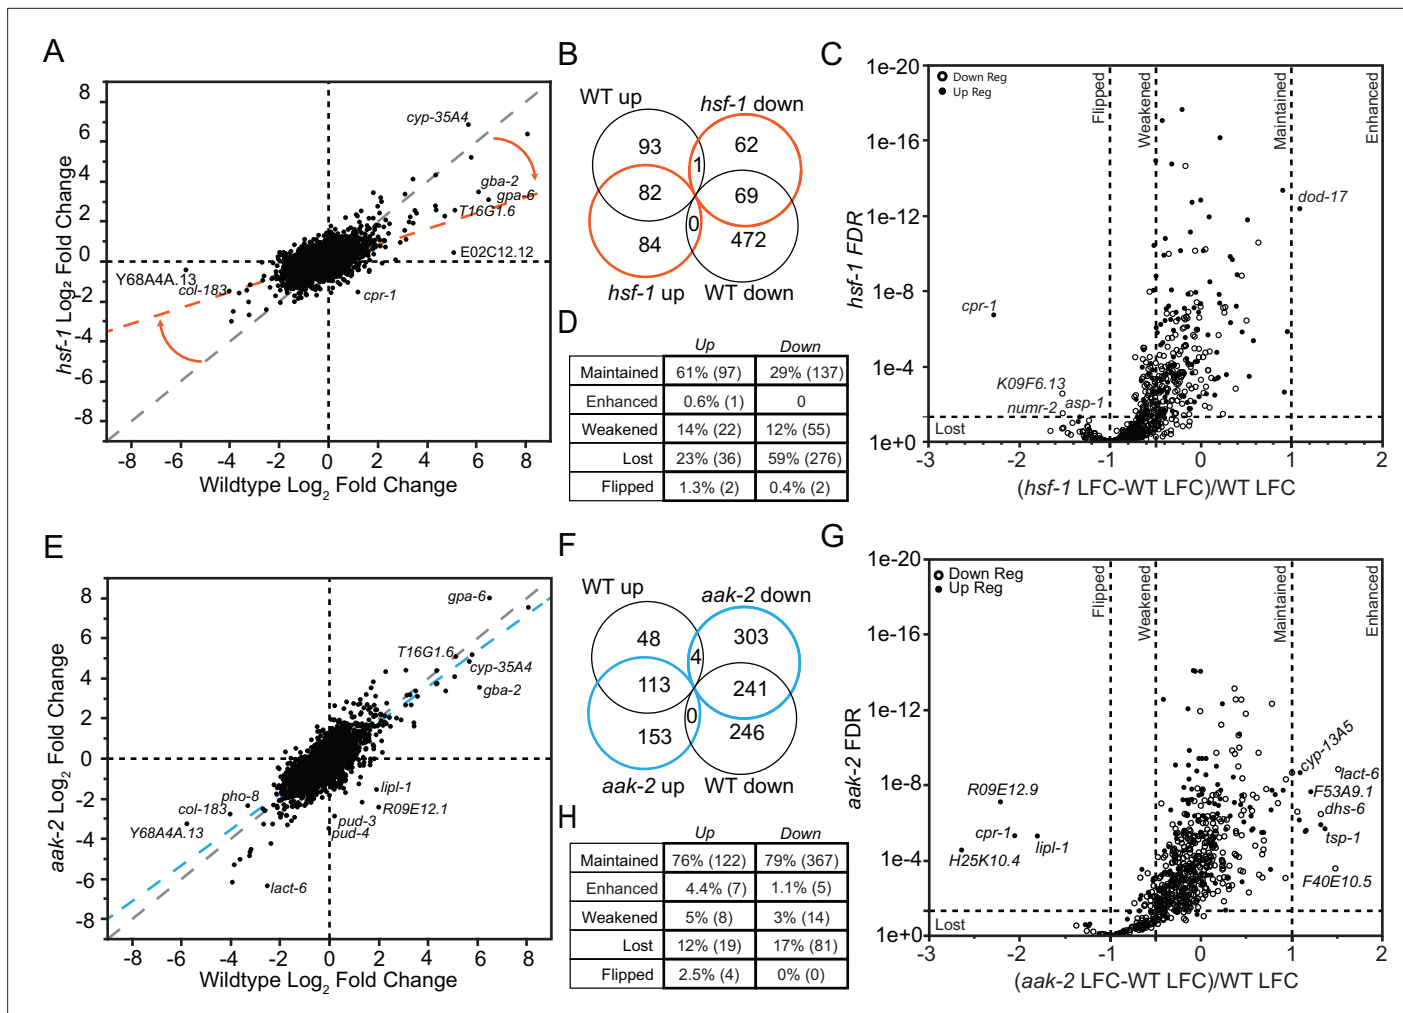 A
8
6
4
2
0
-2
-4
-6
-8
hsf-1 Log2 Fold Change
cyp-35A4
gba-2
gpa-6
T16G1.6
E02C12.12
Y68A4A.13
col-183
cpr-1
-8 -6 -4 -2 0 2 4 6 8
Wildtype Log2 Fold Change
B
WT up
hsf-1 down
93
1
62
82
69
0
84
472
hsf-1 up
WT down
C
1e-20
1e-16
1e-12
1e-8
1e-4
1e+0
hsf-1 FDR
Down Reg
Up Reg
Flipped
Weakened
Maintained
Enhanced
dod-17
cpr-1
K09F6.13
numr-2
asp-1
Lost
-3 -2 -1 0 1 2
(hsf-1 LFC-WT LFC)/WT LFC
D
Up Down
Maintained 61% (97) 29% (137)
Enhanced 0.6% (1) 0
Weakened 14% (22) 12% (55)
Lost 23% (36) 59% (276)
Flipped 1.3% (2) 0.4% (2)
E
8
6
4
2
0
-2
-4
-6
-8
aak-2 Log2 Fold Change
gpa-6
T16G1.6
cyp-35A4
gba-2
pho-8
col-183
Y68A4A.13
lipl-1
R09E12.1
pud-3
pud-4
lact-6
-8 -6 -4 -2 0 2 4 6 8
Wildtype Log2 Fold Change
F
WT up
aak-2 down
48
4
303
113
241
0
153
246
aak-2 up
WT down
G
1e-20
1e-16
1e-12
1e-8
1e-4
1e+0
aak-2 FDR
Down Reg
Up Reg
Flipped
Weakened
Maintained
Enhanced
cyp-13A5
lact-6
F53A9.1
dhs-6
tsp-1
F40E10.5
R09E12.9
cpr-1
lipl-1
H25K10.4
Lost
-3 -2 -1 0 1 2
(aak-2 LFC-WT LFC)/WT LFC
H
Up Down
Maintained 76% (122) 79% (367)
Enhanced 4.4% (7) 1.1% (5)
Weakened 5% (8) 3% (14)
Lost 12% (19) 17% (81)
Flipped 2.5% (4) 0% (0)